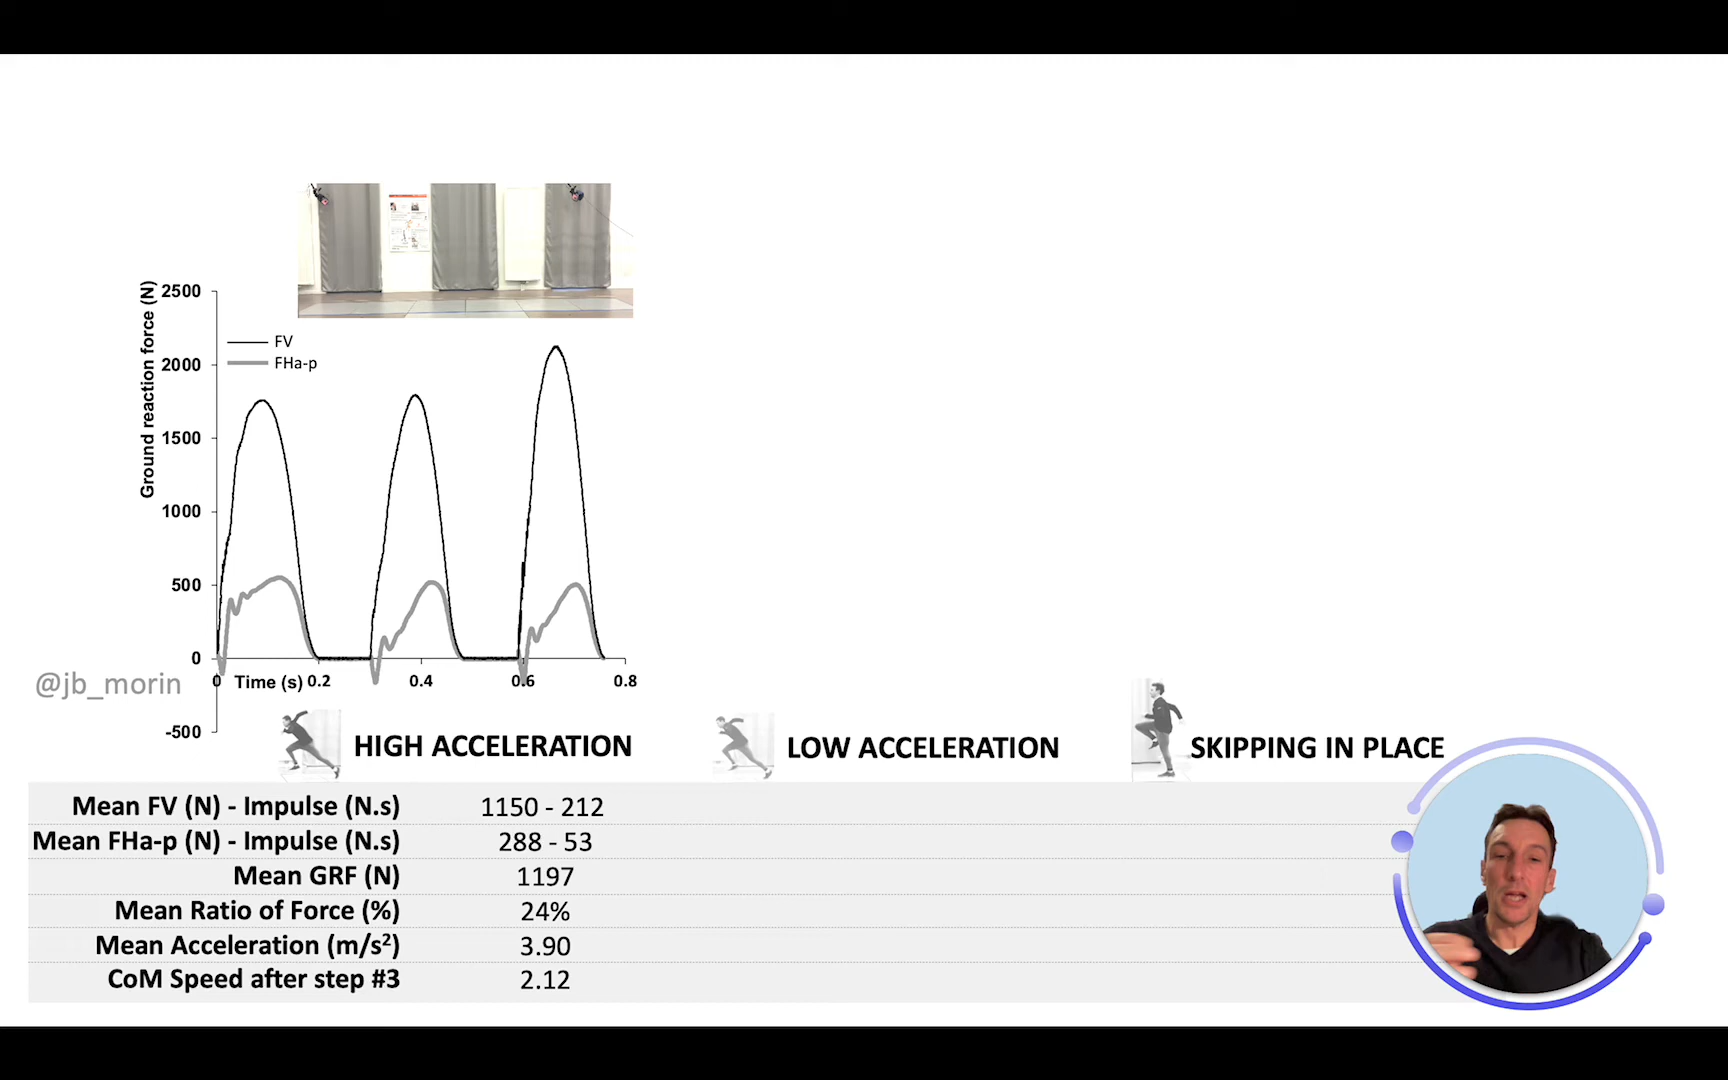 Ground reaction force (N)
2500
2000
1500
1000
500
0
-500
FV
FHa-p
0 Time (s) 0.2 0.4 0.6 0.8
@jb_morin
HIGH ACCELERATION
LOW ACCELERATION
SKIPPING IN PLACE
Mean FV (N) - Impulse (N.s) 1150 - 212
Mean FHa-p (N) - Impulse (N.s) 288 - 53
Mean GRF (N) 1197
Mean Ratio of Force (%) 24%
Mean Acceleration (m/s²) 3.90
CoM Speed after step #3 2.12